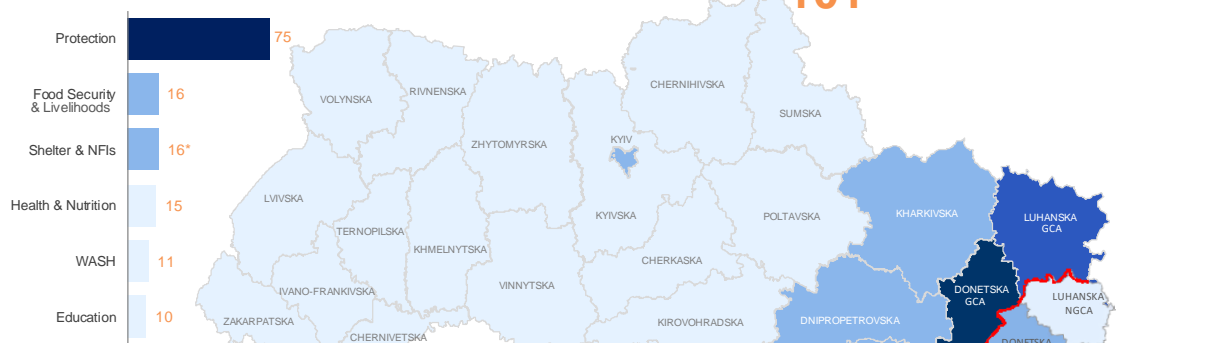 Protection
75
Food Security
& Livelihoods
16
Shelter & NFIs
16*
Health & Nutrition
15
WASH
11
Education
10
VOLYNSKA
RIVNENSKA
CHERNIHIVSKA
SUMSKA
ZHYTOMYRSKA
KYIV
LVIVSKA
TERNOPILSKA
KHMELNYTSKA
KYIVSKA
POLTAVSKA
KHARKIVSKA
LUHANSKA
GCA
CHERKASKA
VINNYTSKA
IVANO-FRANKIVSKA
ZAKARPATSKA
CHERNIVETSKA
KIROVOHRADSKA
DNIPROPETROVSKA
DONETSKA
GCA
LUHANSKA
NGCA
DONETSKA